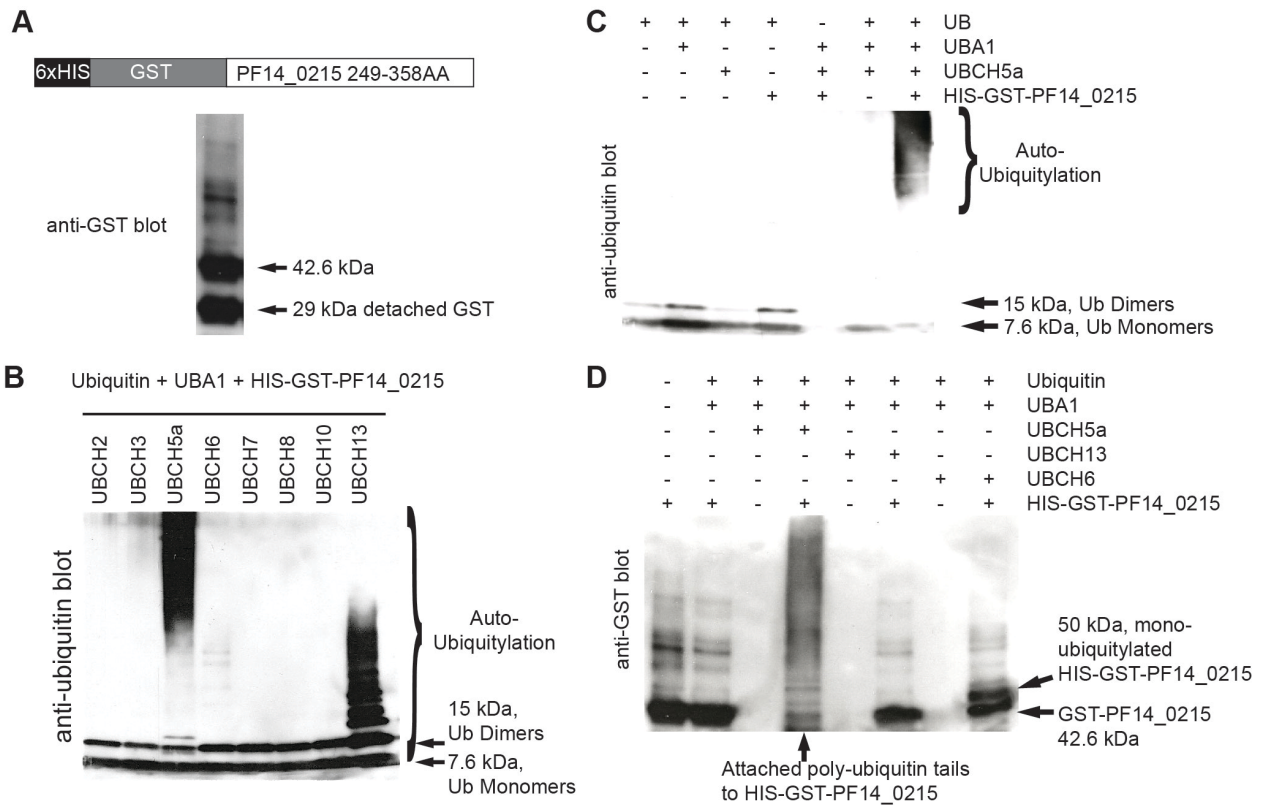 A
6xHIS GST PF14_0215 249-358AA
anti-GST blot
42.6 kDa
29 kDa detached GST
B
Ubiquitin + UBA1 + HIS-GST-PF14_0215
UBCH2
UBCH3
UBCH5a
UBCH6
UBCH7
UBCH8
UBCH10
UBCH13
anti-ubiquitin blot
Auto-
Ubiquitylation
15 kDa,
Ub Dimers
7.6 kDa,
Ub Monomers
C
+ + + + - + + UB
- + - - + + + UBA1
- - + - + + + UBCH5a
- - - + + - + HIS-GST-PF14_0215
anti-ubiquitin blot
Auto-
Ubiquitylation
15 kDa, Ub Dimers
7.6 kDa, Ub Monomers
D
- + + + + + + + Ubiquitin
- + + + + + + + UBA1
- - + + - - - - UBCH5a
- - - - + + - - UBCH13
- - - - - - + + UBCH6
+ + - + - + - + HIS-GST-PF14_0215
anti-GST blot
50 kDa, mono-
ubiquitylated
HIS-GST-PF14_0215
GST-PF14_0215
42.6 kDa
Attached poly-ubiquitin tails
to HIS-GST-PF14_0215